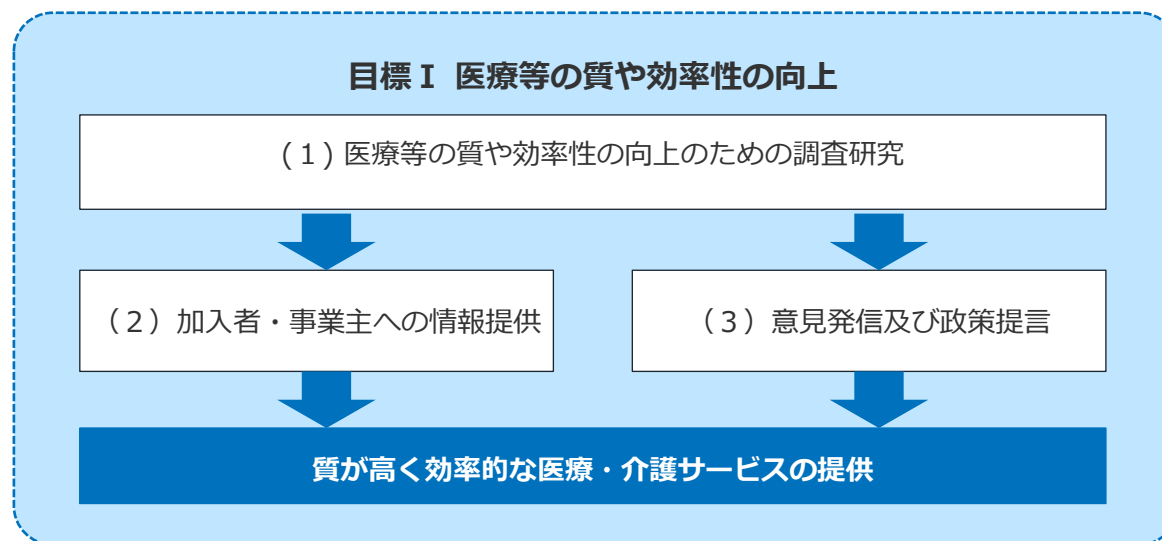 目標Ⅰ 医療等の質や効率性の向上
(１) 医療等の質や効率性の向上のための調査研究
（２）加入者・事業主への情報提供
（３）意見発信及び政策提言
質が高く効率的な医療・介護サービスの提供